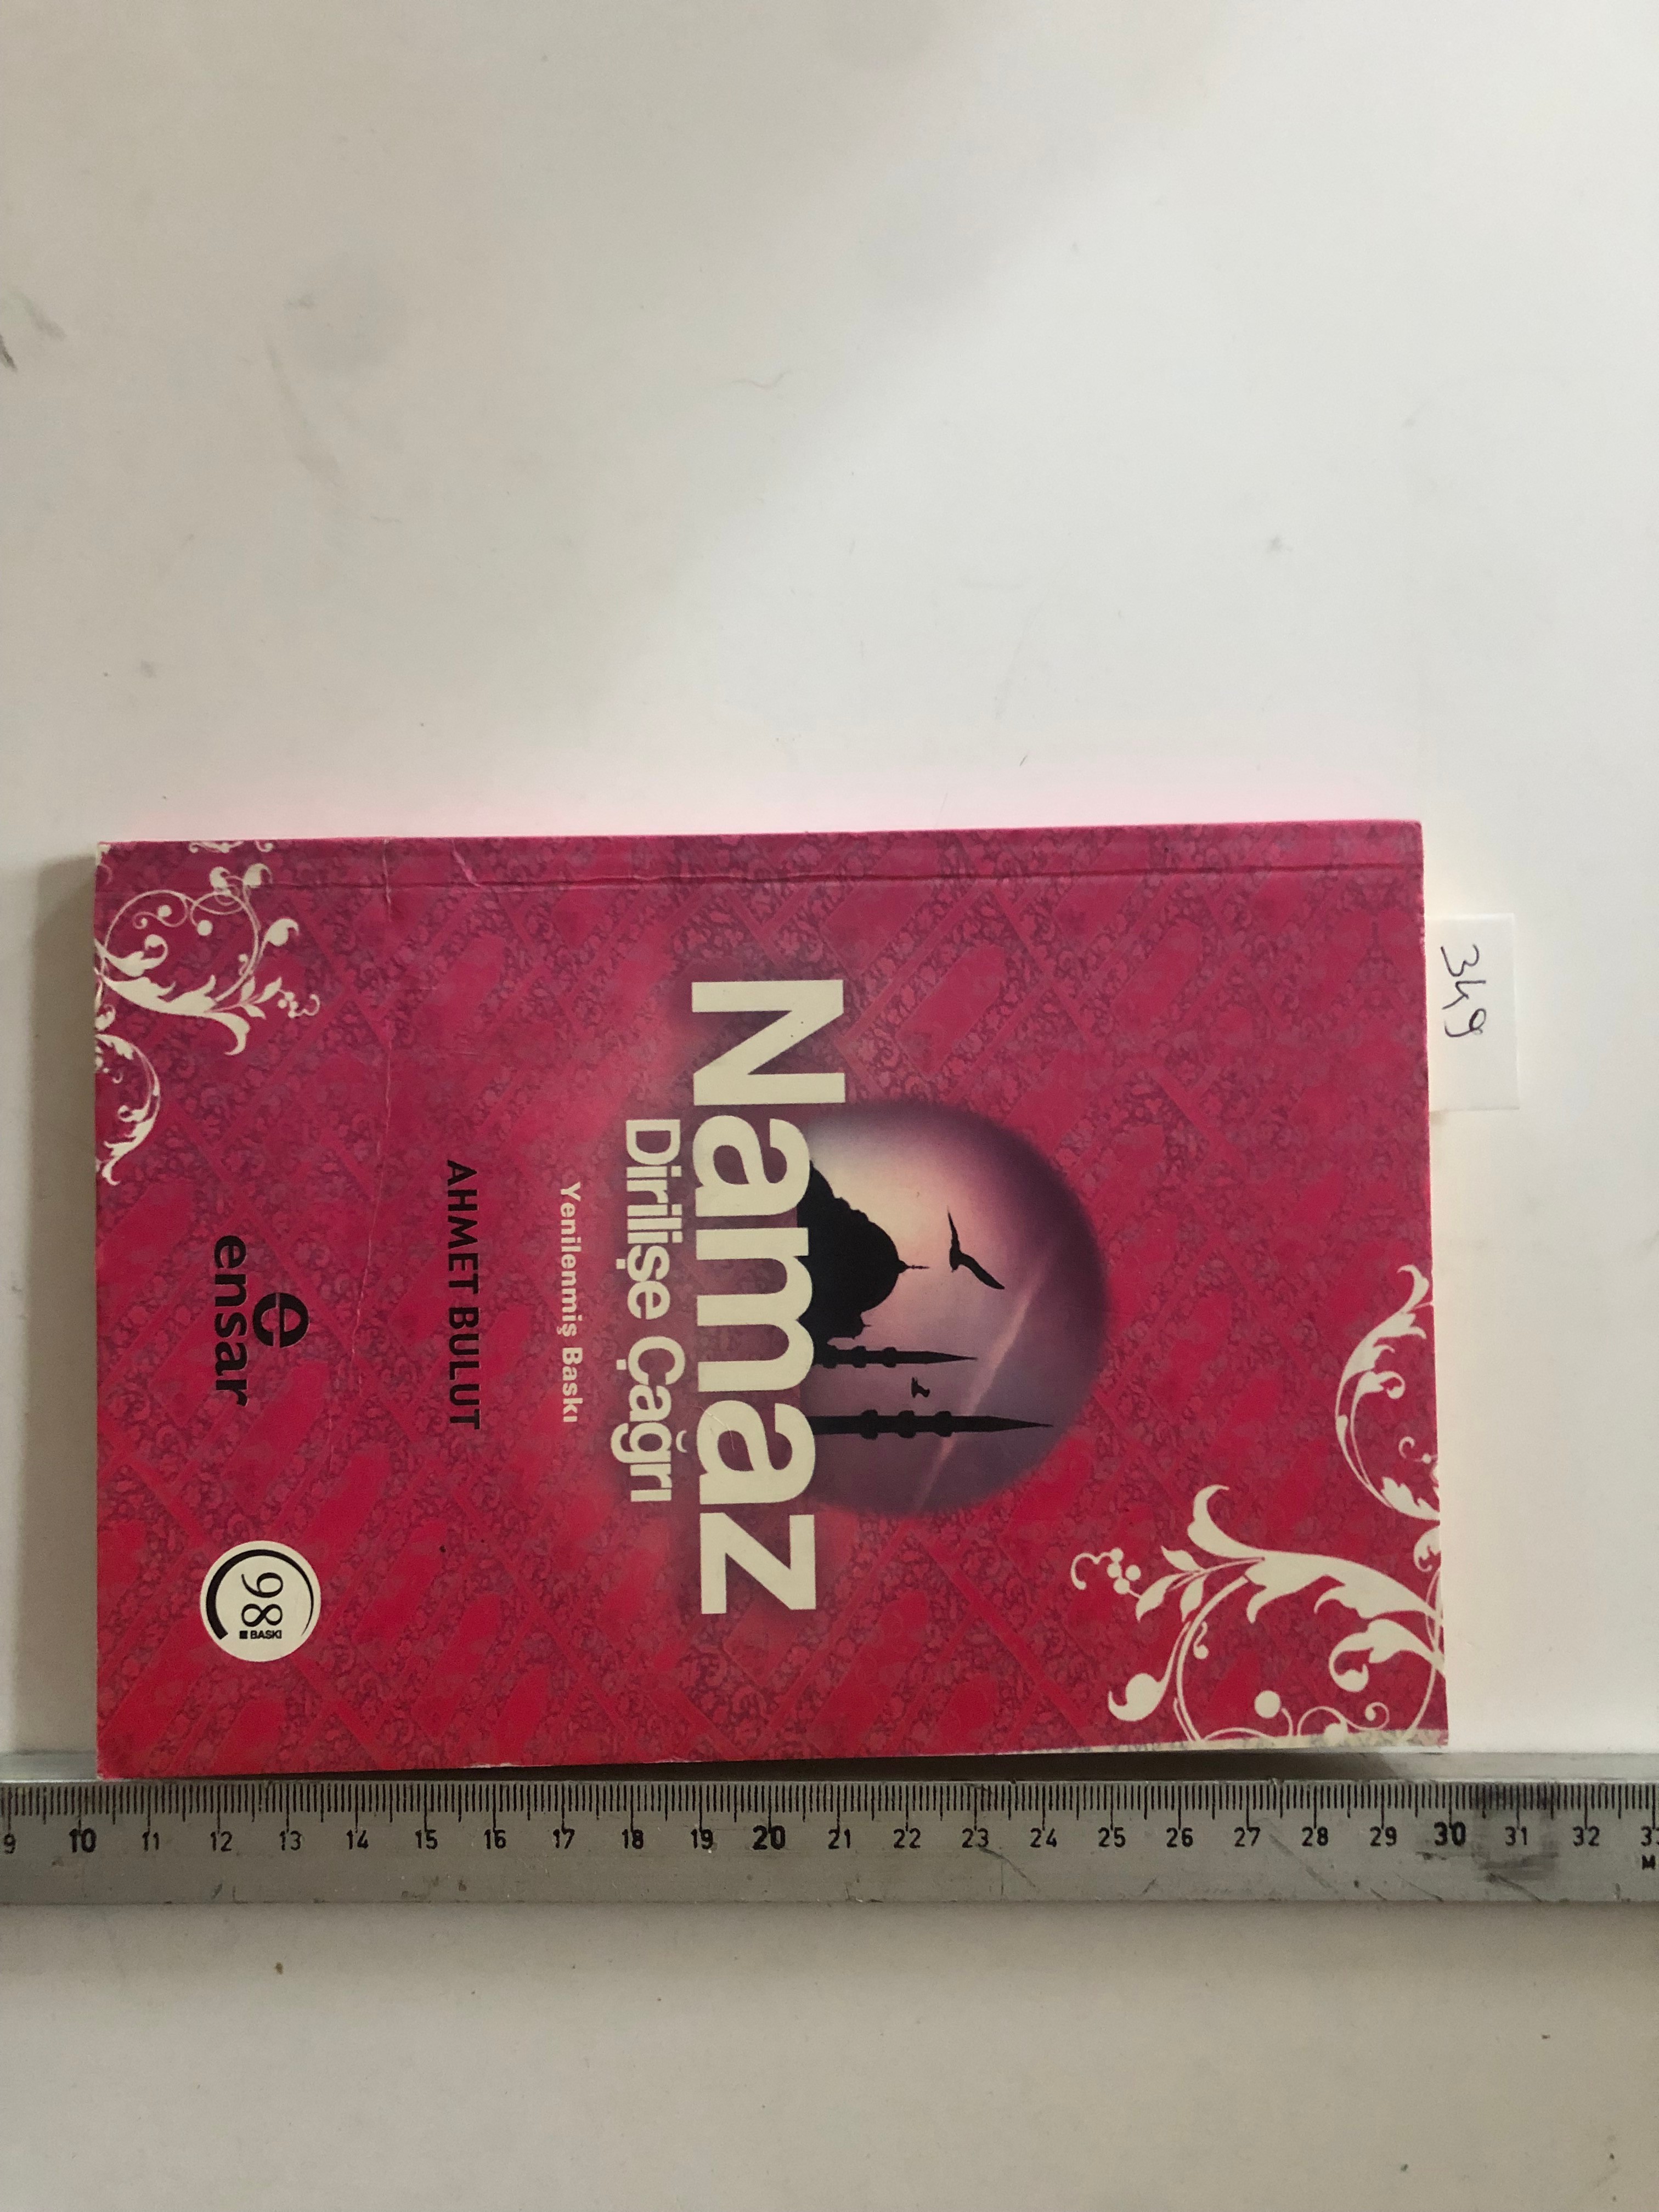 349
Namaz
Dirilişe Çağrı
Yenilenmiş Baskı
AHMET BULUT
e
ensar
98.
BASKI
9 10 11 12 13 14 15 16 17 18 19 20 21 22 23 24 25 26 27 28 29 30 31 32 33
M